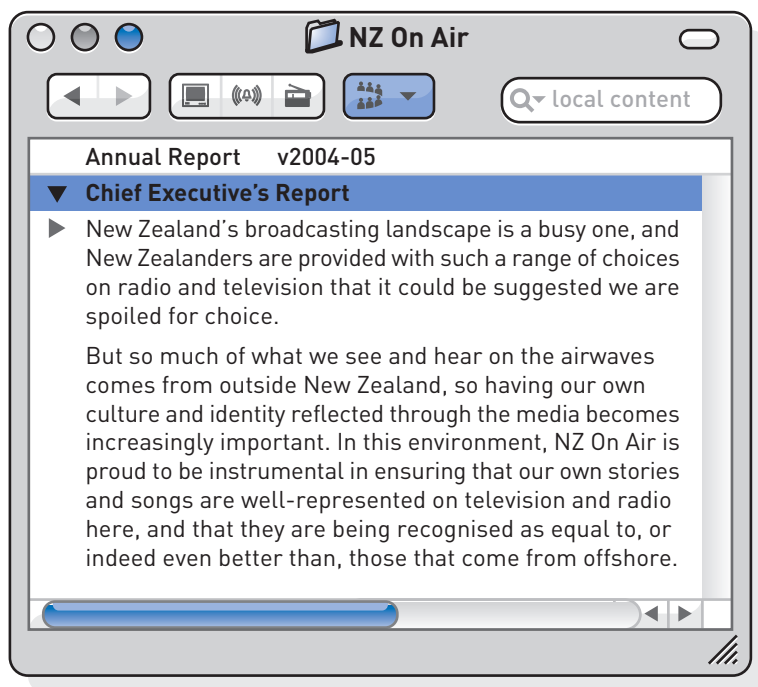 NZ On Air
local content
Annual Report v2004-05
Chief Executive's Report
New Zealand's broadcasting landscape is a busy one, and
New Zealanders are provided with such a range of choices
on radio and television that it could be suggested we are
spoiled for choice.
But so much of what we see and hear on the airwaves
comes from outside New Zealand, so having our own
culture and identity reflected through the media becomes
increasingly important. In this environment, NZ On Air is
proud to be instrumental in ensuring that our own stories
and songs are well-represented on television and radio
here, and that they are being recognised as equal to, or
indeed even better than, those that come from offshore.